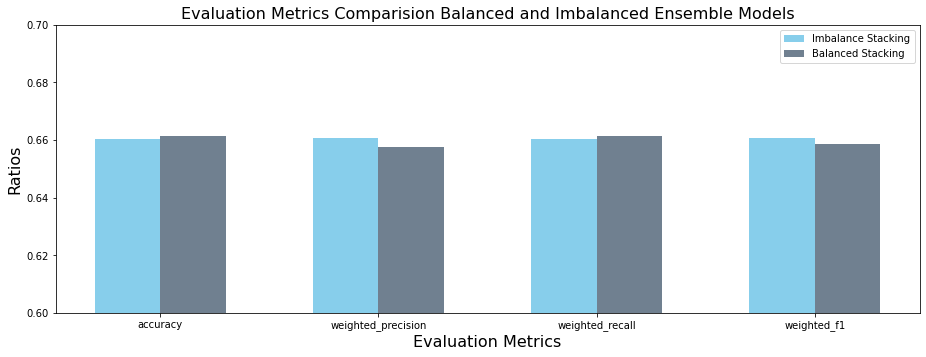 Evaluation Metrics Comparision Balanced and Imbalanced Ensemble Models
0.70
0.68
0.66
0.64
0.62
0.60
Ratios
Imbalance Stacking
Balanced Stacking
accuracy
weighted_precision
weighted_recall
weighted_f1
Evaluation Metrics